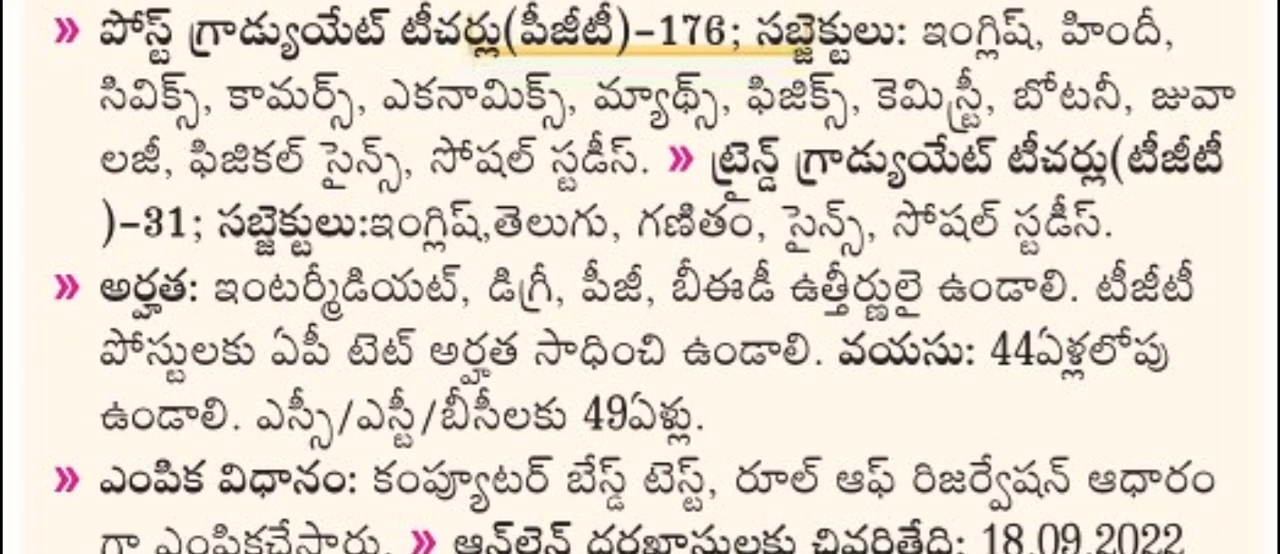 » పోస్ట్ గ్రాడ్యుయేట్ టీచర్లు(పీజీటీ)–176; సబ్జెక్టులు: ఇంగ్లిష్, హిందీ,
సివిక్స్, కామర్స్, ఎకనామిక్స్, మ్యాథ్స్, ఫిజిక్స్, కెమిస్ట్రీ, బోటనీ, జువా
లజీ, ఫిజికల్ సైన్స్, సోషల్ స్టడీస్. » ట్రైన్డ్ గ్రాడ్యుయేట్ టీచర్లు(టీజీటీ
)–31; సబ్జెక్టులు:ఇంగ్లిష్,తెలుగు, గణితం, సైన్స్, సోషల్ స్టడీస్.
» అర్హత: ఇంటర్మీడియట్, డిగ్రీ, పీజీ, బీఈడీ ఉత్తీర్ణులై ఉండాలి. టీజీటీ
పోస్టులకు ఏపీ టెట్ అర్హత సాధించి ఉండాలి. వయసు: 44ఏళ్లలోపు
ఉండాలి. ఎస్సీ/ఎస్టీ/బీసీలకు 49ఏళ్లు.
» ఎంపిక విధానం: కంప్యూటర్ బేస్డ్ టెస్ట్, రూల్ ఆఫ్ రిజర్వేషన్ ఆధారం
గా ఎంపికచేస్తారు. » ఆన్‌లైన్ దరఖాస్తులకు చివరితేది: 18.09.2022